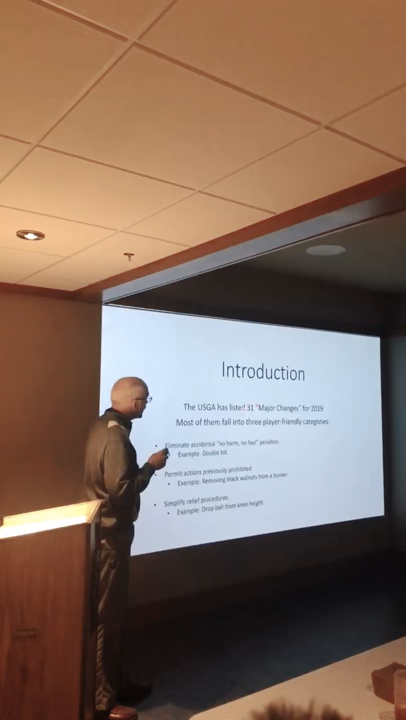 Introduction
The USGA has listed 31 "Major Changes" for 2019
Most of them fall into three player-friendly categories:
• Eliminate accidental "no harm, no foul" penalties.
• Example: Double hit.
• Permit actions previously prohibited.
• Example: Removing black walnuts from a bunker.
• Simplify relief procedures.
• Example: Drop ball from knee height.